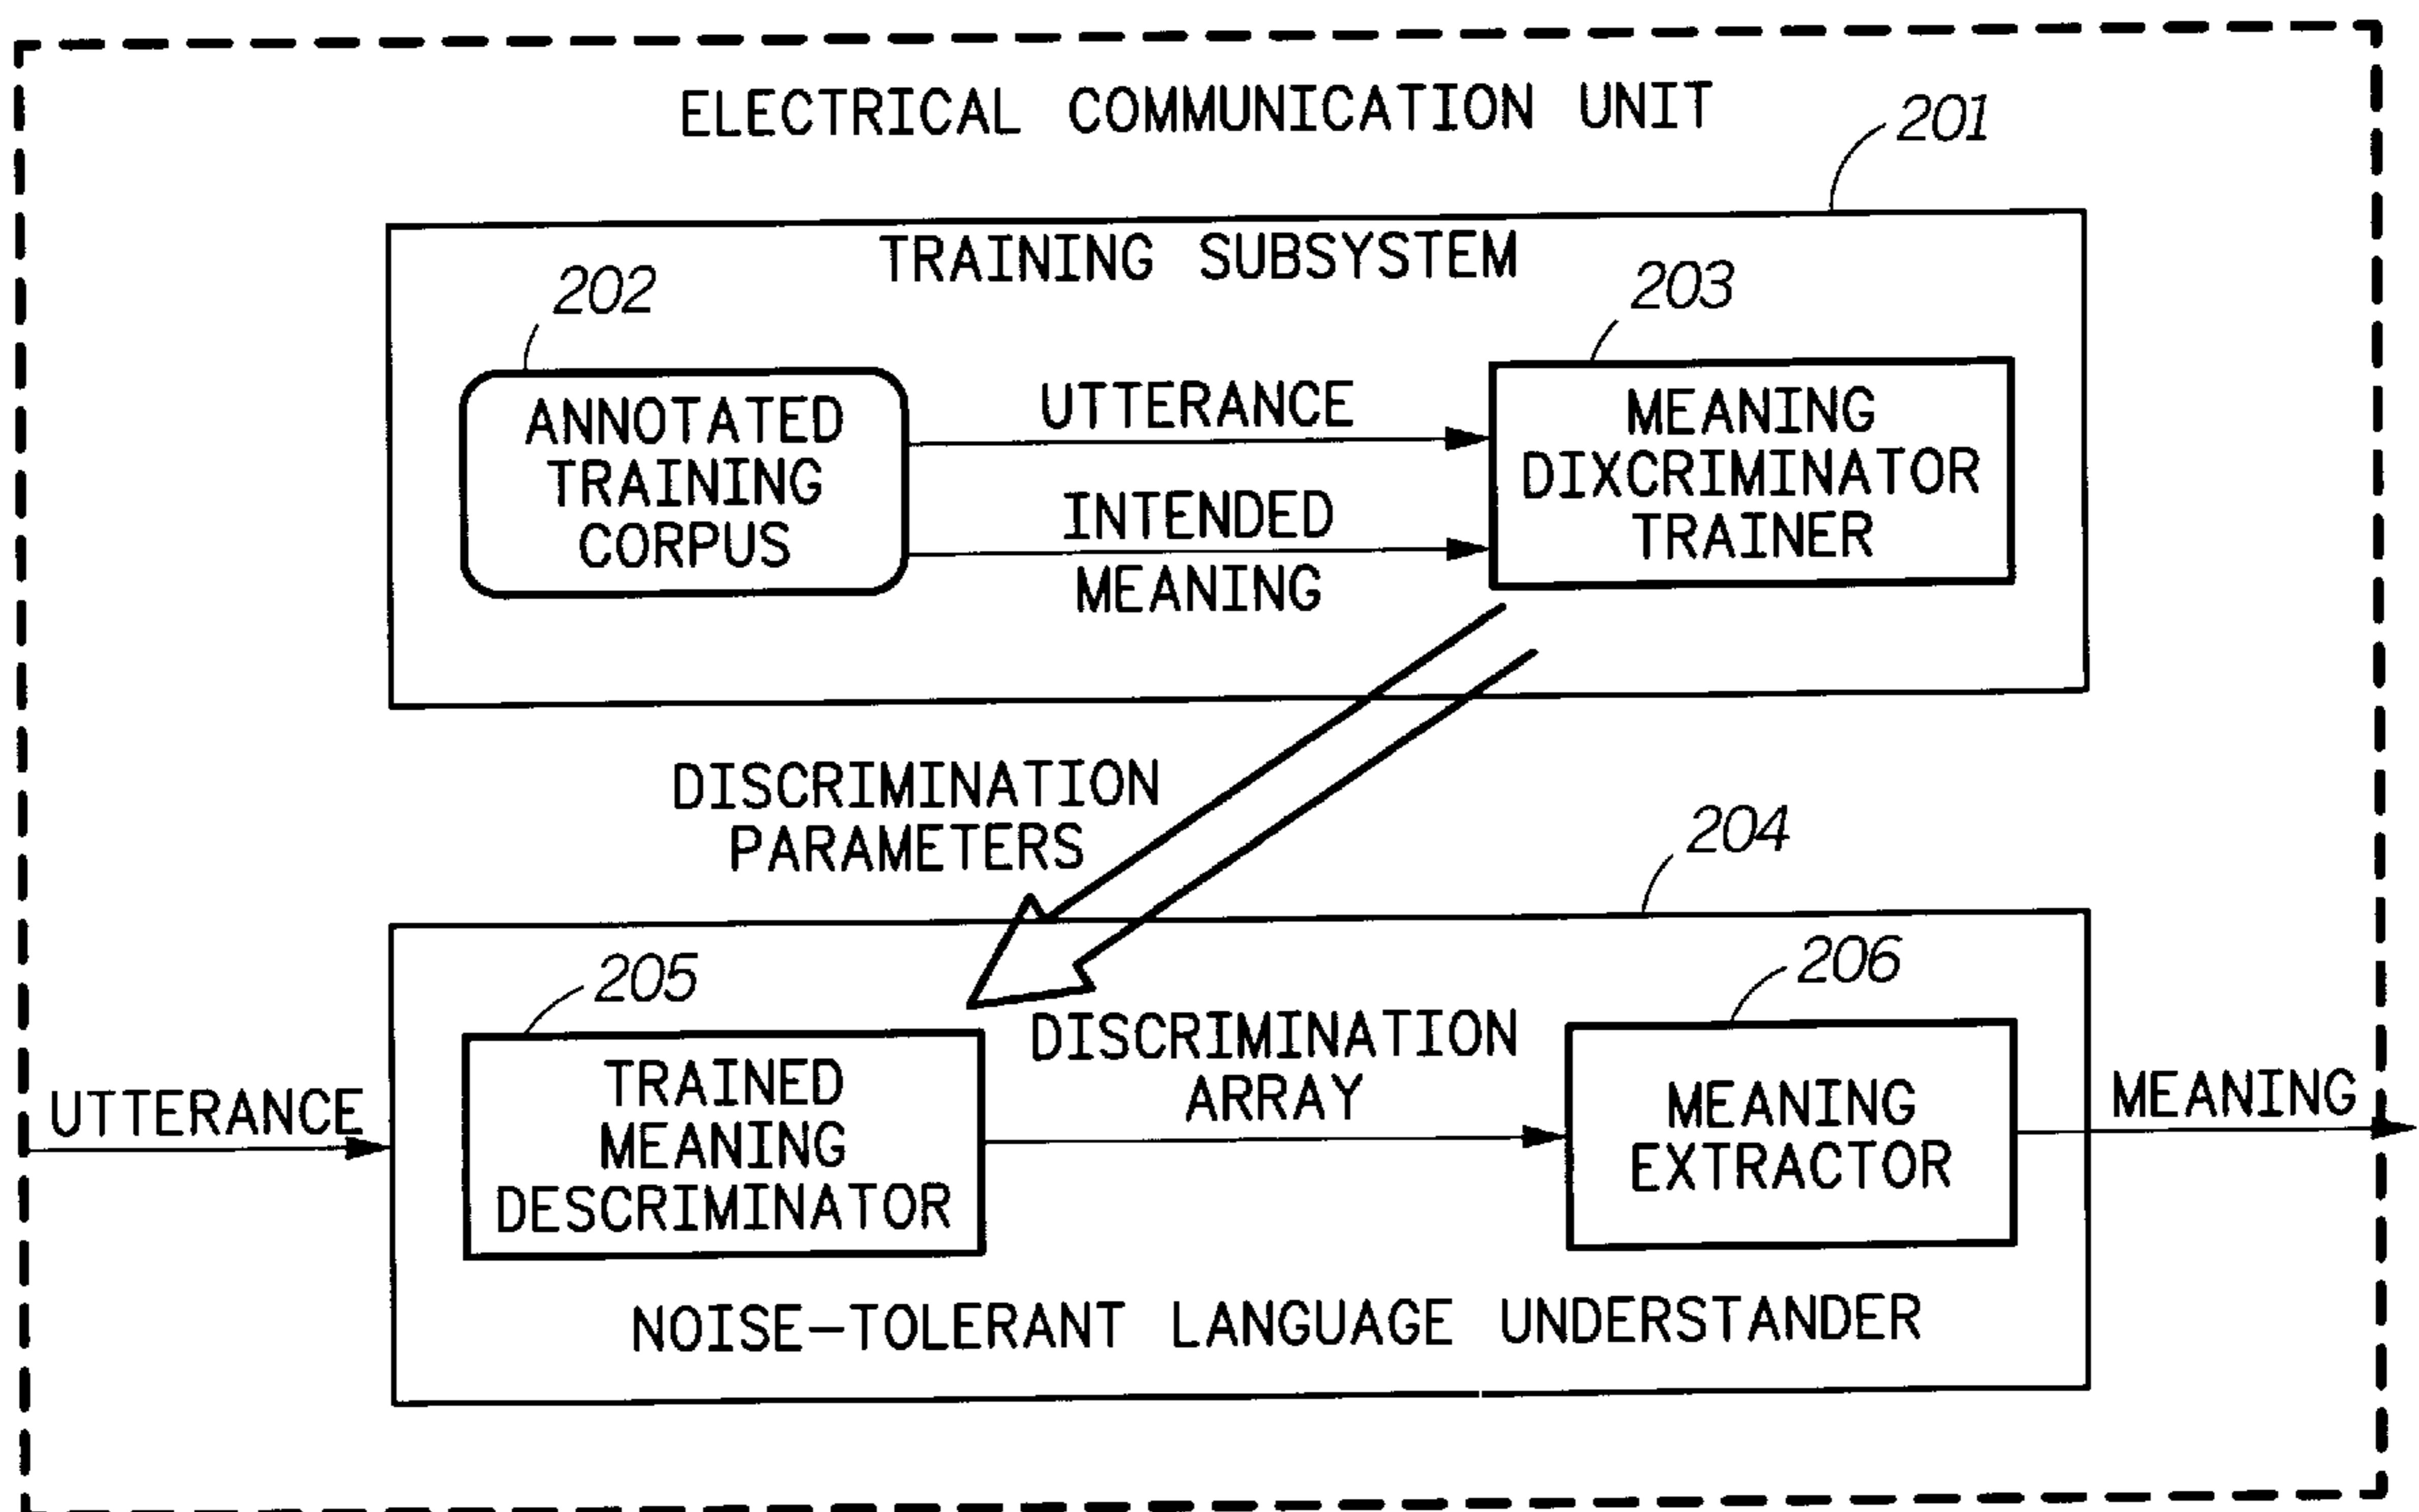 ELECTRICAL COMMUNICATION UNIT
201
TRAINING SUBSYSTEM
202
203
ANNOTATED
TRAINING
CORPUS
UTTERANCE
INTENDED
MEANING
MEANING
DIXCRIMINATOR
TRAINER
DISCRIMINATION
PARAMETERS
204
205
206
UTTERANCE
TRAINED
MEANING
DESCRIMINATOR
DISCRIMINATION
ARRAY
MEANING
EXTRACTOR
MEANING
NOISE-TOLERANT LANGUAGE UNDERSTANDER